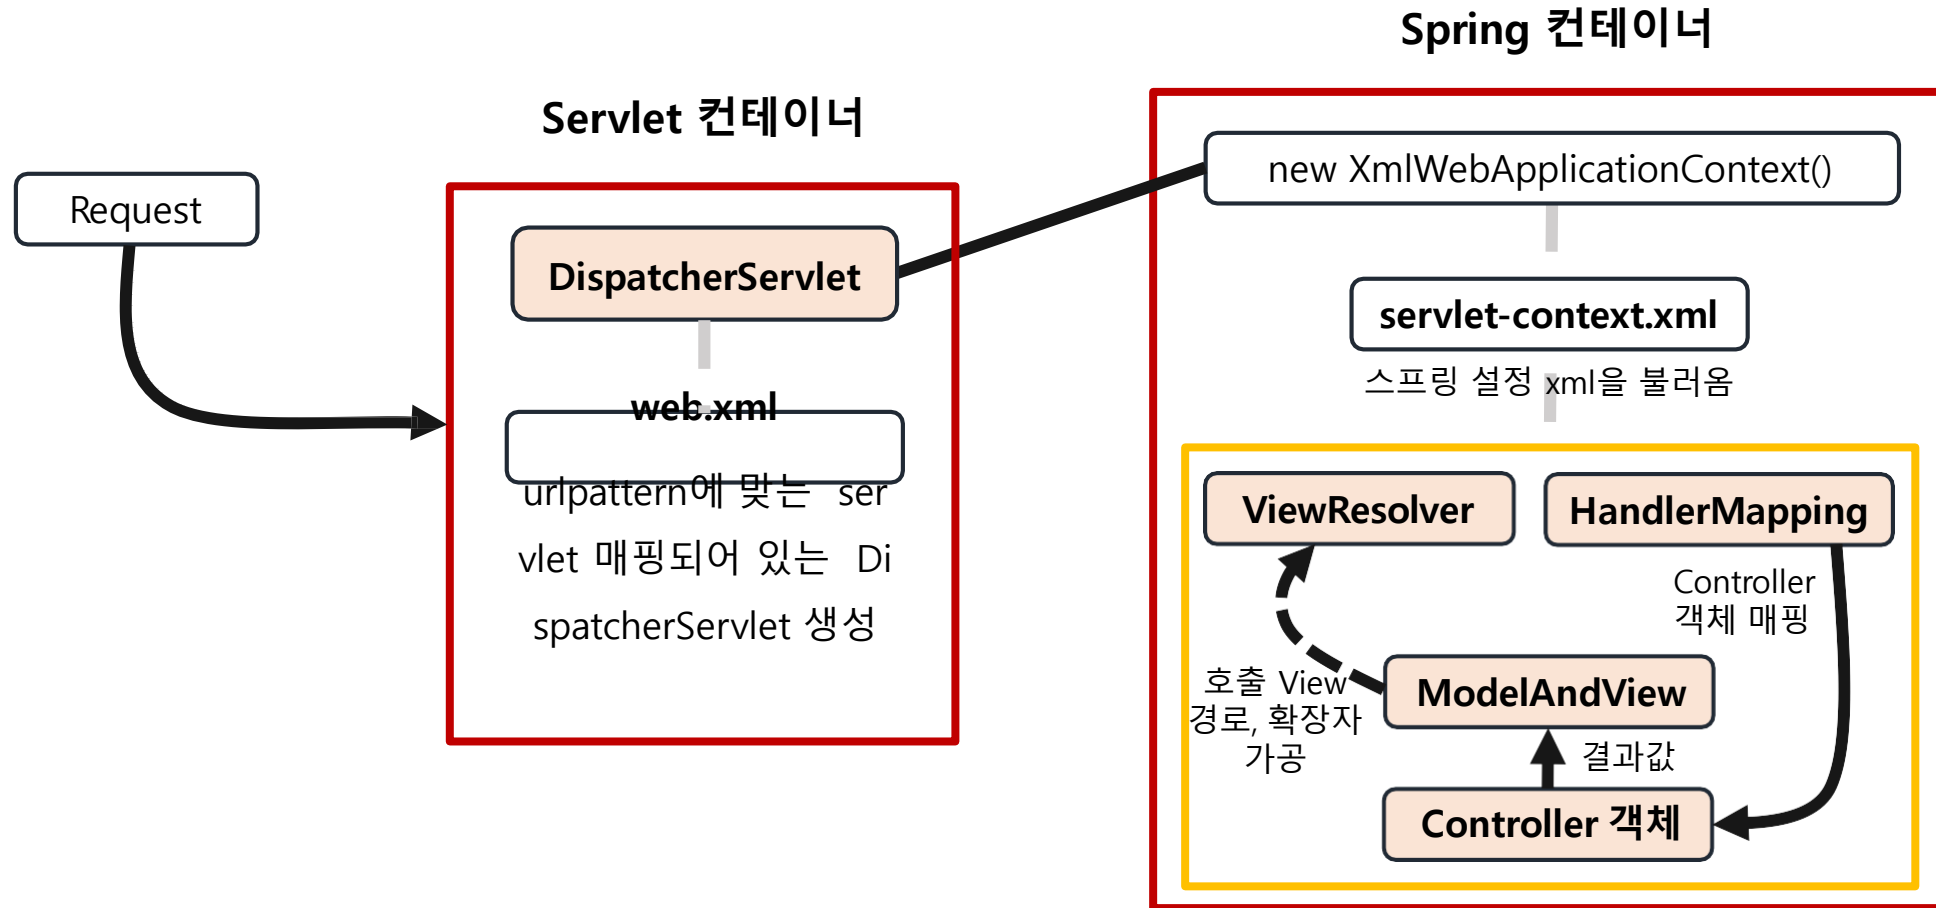 Spring 컨테이너
Servlet 컨테이너
Request
DispatcherServlet
web.xml
urlpattern에 맞는 ser
vlet 매핑되어 있는 Di
spatcherServlet 생성
new XmlWebApplicationContext()
servlet-context.xml
스프링 설정 xml을 불러옴
ViewResolver
HandlerMapping
Controller
객체 매핑
호출 View
경로, 확장자
가공
ModelAndView
결과값
Controller 객체